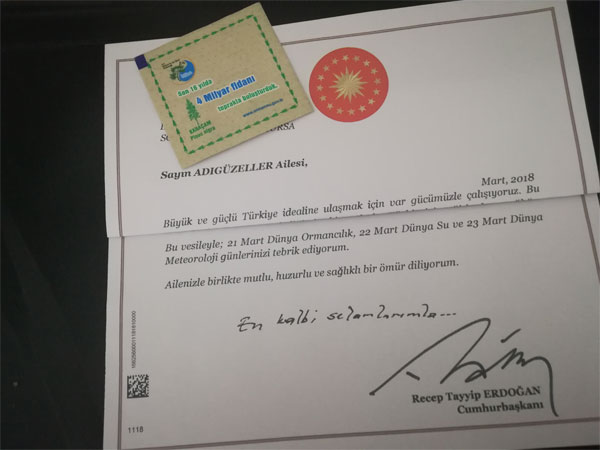 Son 15 yılda
4 Milyar fidanı
toprakla buluşturduk.
KARAÇAM
Pinus nigra
Sayın ADIGÜZELLER Ailesi,
Mart, 2018
Büyük ve güçlü Türkiye idealine ulaşmak için var gücümüzle çalışıyoruz. Bu
Bu vesileyle; 21 Mart Dünya Ormancılık, 22 Mart Dünya Su ve 23 Mart Dünya
Meteoroloji günlerinizi tebrik ediyorum.
Ailenizle birlikte mutlu, huzurlu ve sağlıklı bir ömür diliyorum.
En kalbi selamlarımla...
Recep Tayyip ERDOĞAN
Cumhurbaşkanı
1118